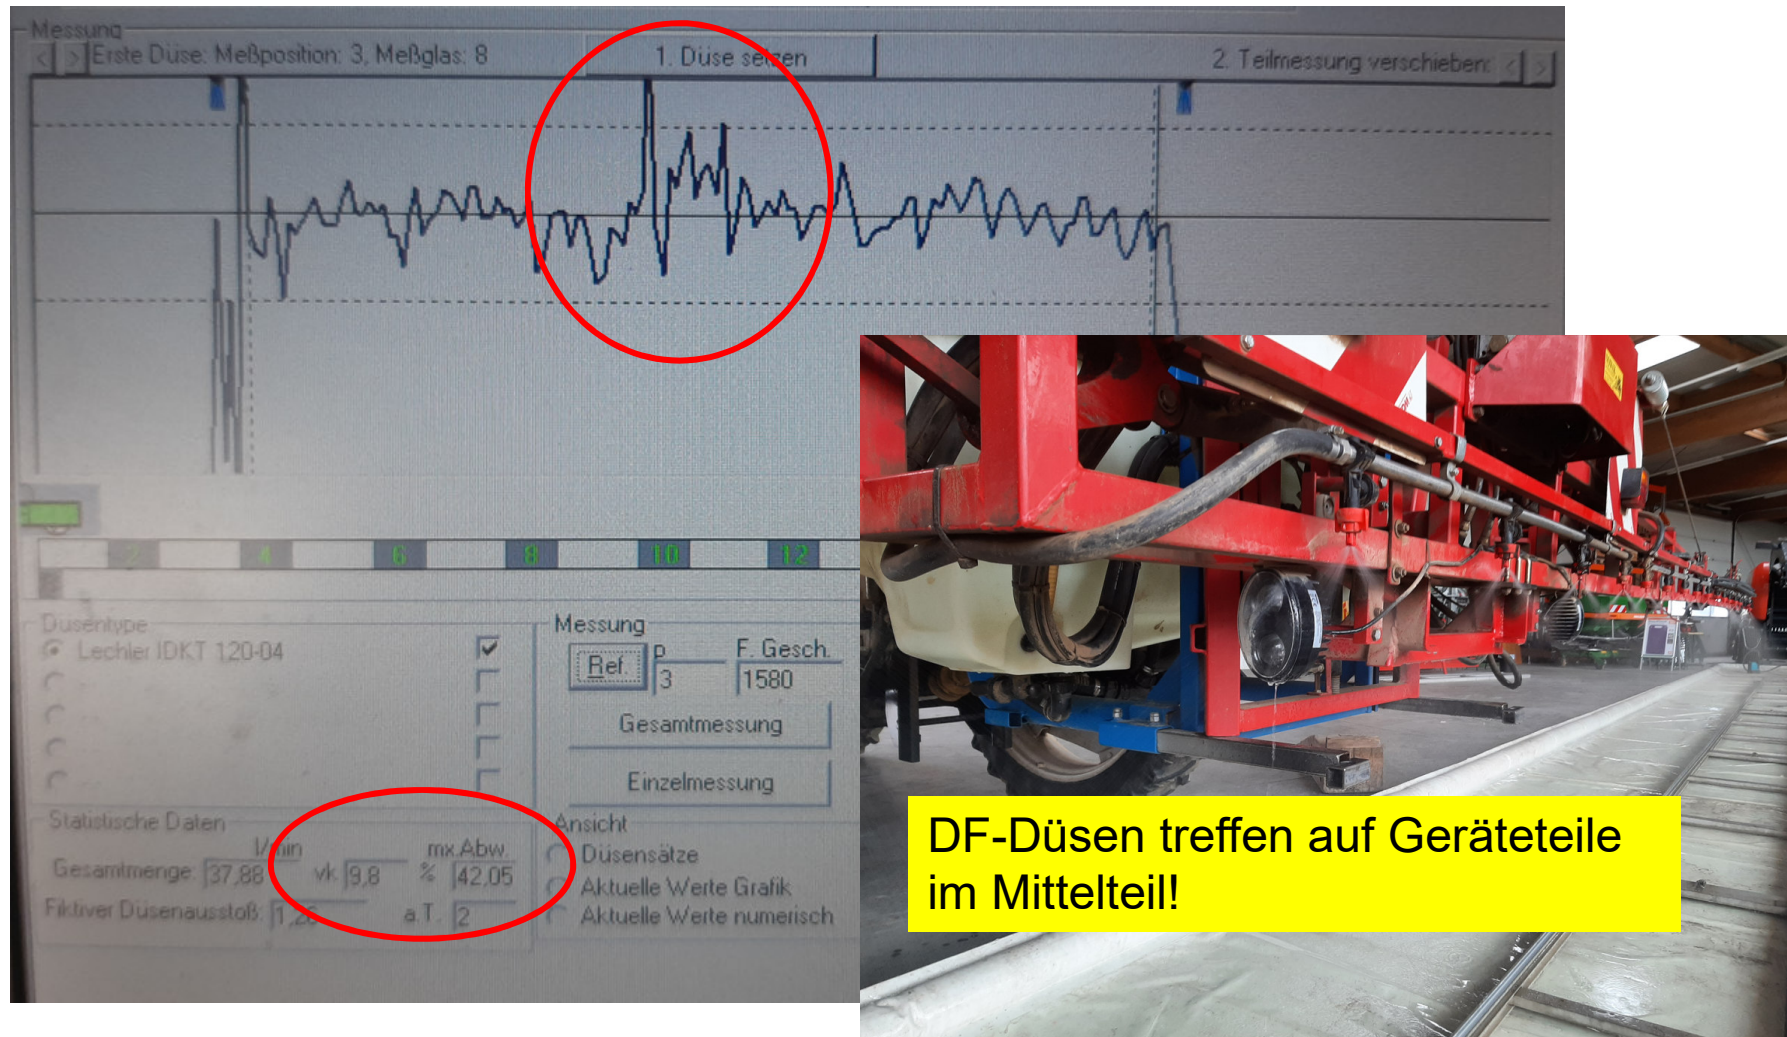 Messung
< > Erste Düse: Meßposition: 3, Meßglas: 8
1. Düse setzen
2. Teilmessung verschieben: < >
2 4 6 8 10 12
Düsentype
Lechler IDKT 120-04
Messung
Ref.
p
3
F. Gesch.
1580
Gesamtmessung
Einzelmessung
Statistische Daten
l/min
mx.Abw.
Gesamtmenge: 37,88 vk. 9,8 % 42,05
Fiktiver Düsenausstoß: 1,26 a.T. 2
Ansicht
Düsensätze
Aktuelle Werte Grafik
Aktuelle Werte numerisch
DF-Düsen treffen auf Geräteteile
im Mittelteil!